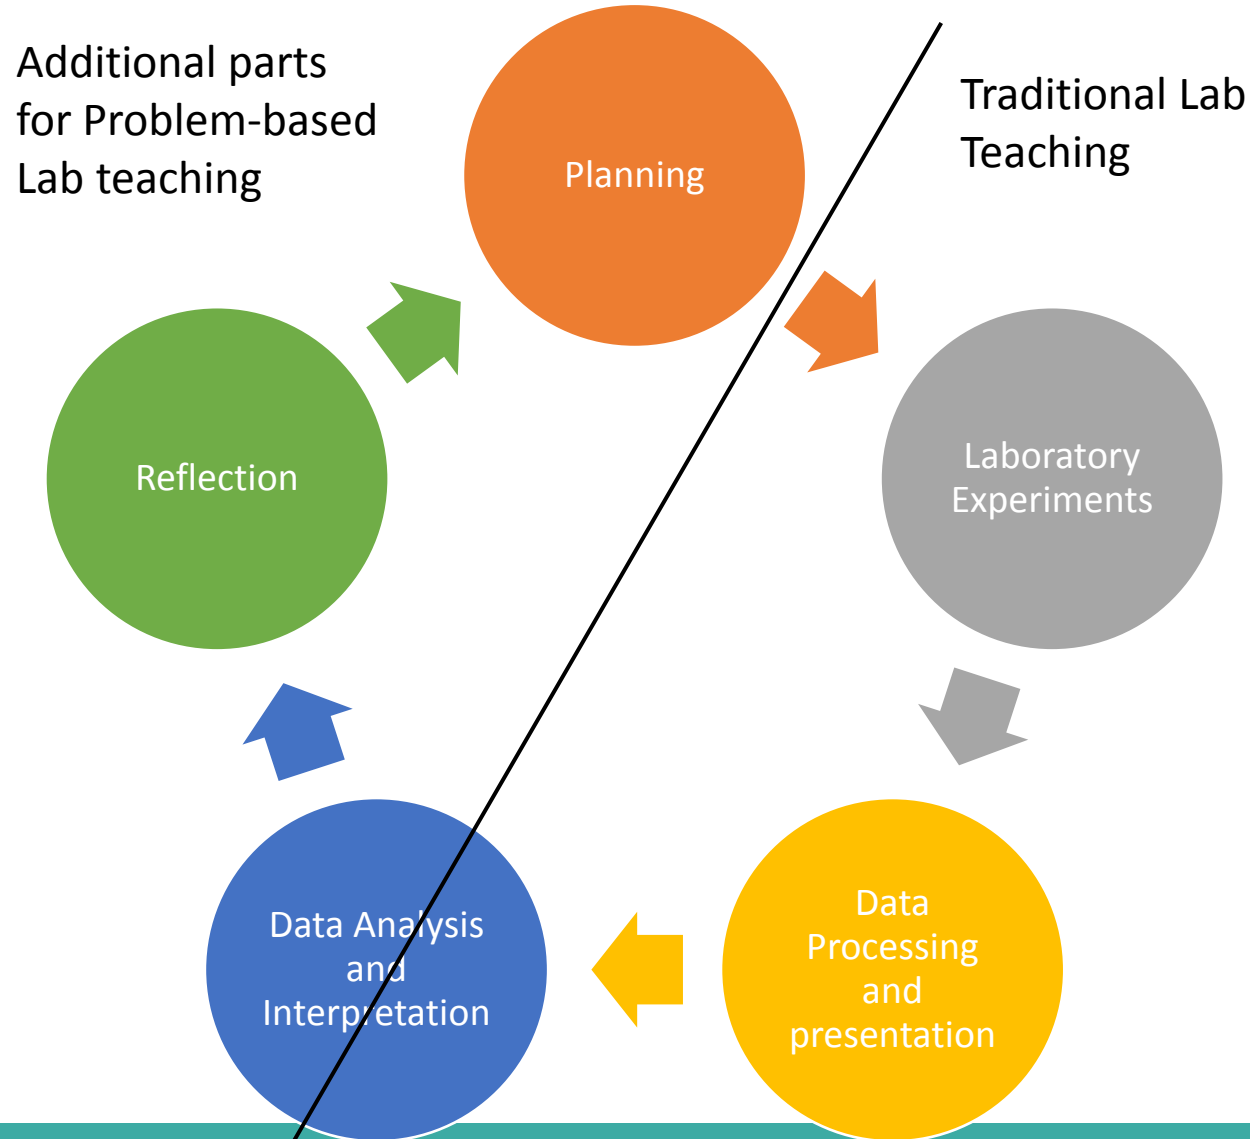 Additional parts
for Problem-based
Lab teaching
Traditional Lab
Teaching
Planning
Laboratory
Experiments
Data
Processing
and
presentation
Data Analysis
and
Interpretation
Reflection